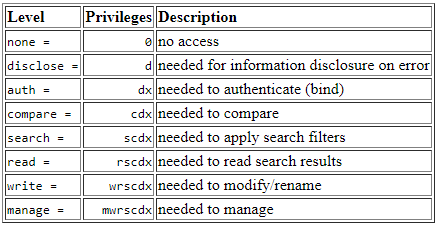 Level Privileges Description
none = 0 no access
disclose = d needed for information disclosure on error
auth = dx needed to authenticate (bind)
compare = cdx needed to compare
search = scdx needed to apply search filters
read = rscdx needed to read search results
write = wrscdx needed to modify/rename
manage = mwrscdx needed to manage